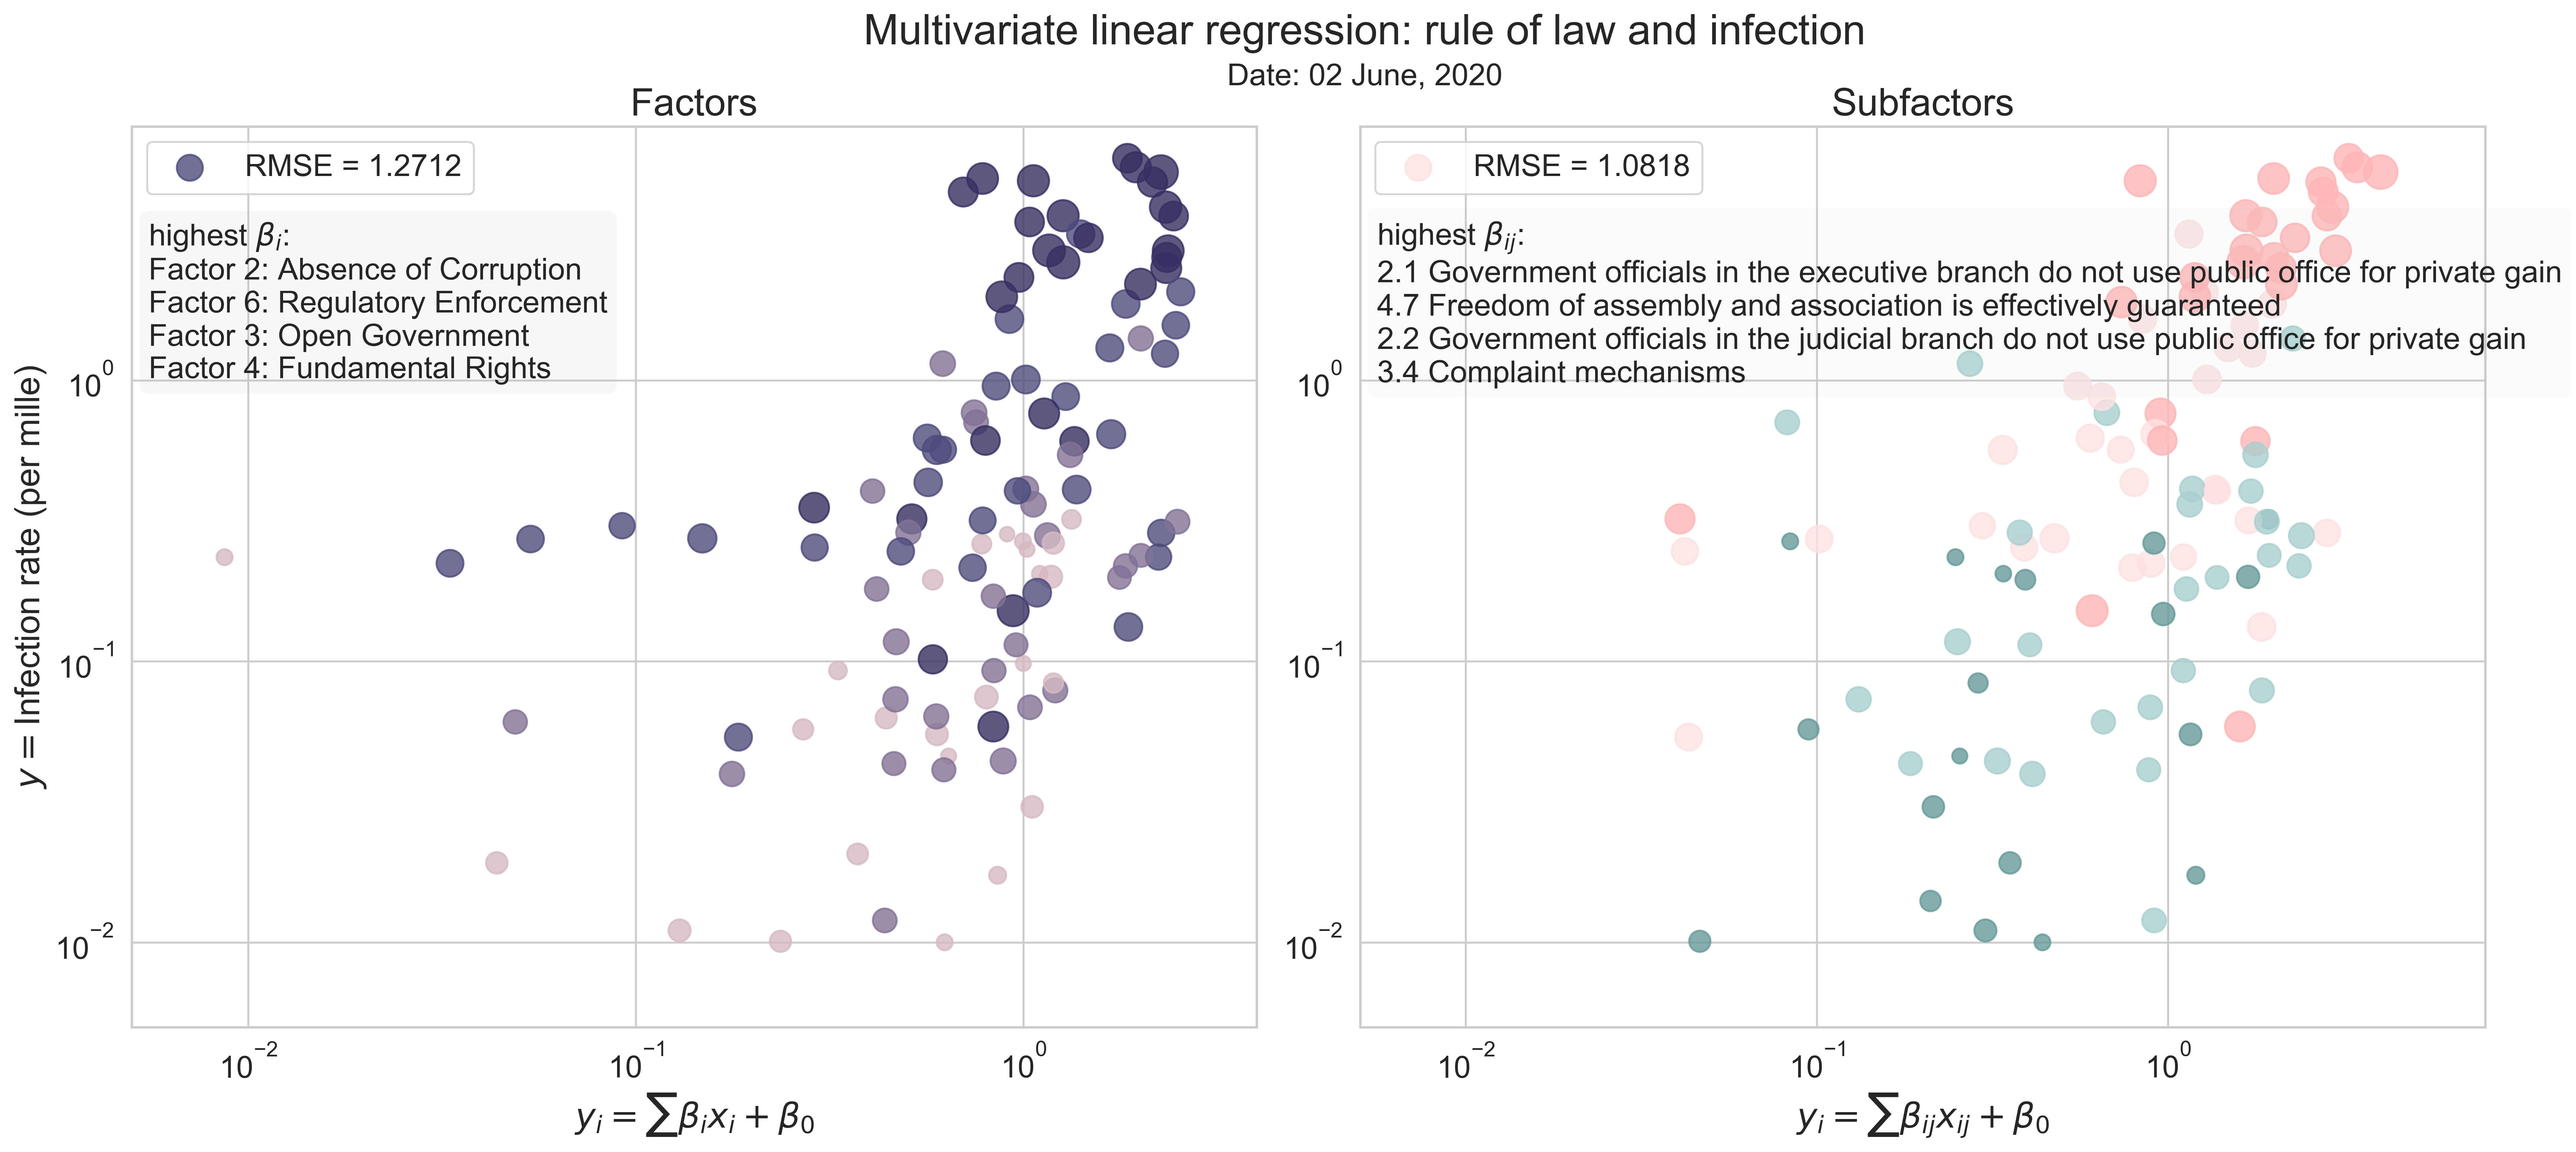 Multivariate linear regression: rule of law and infection
Date: 02 June, 2020
Factors
RMSE = 1.2712
highest βi:
Factor 2: Absence of Corruption
Factor 6: Regulatory Enforcement
Factor 3: Open Government
Factor 4: Fundamental Rights
y = Infection rate (per mille)
10^0
10^−1
10^−2
10^−2 10^−1 10^0
yi = ∑βixi + β0
Subfactors
RMSE = 1.0818
highest βij:
2.1 Government officials in the executive branch do not use public office for private gain
4.7 Freedom of assembly and association is effectively guaranteed
2.2 Government officials in the judicial branch do not use public office for private gain
3.4 Complaint mechanisms
10^0
10^−1
10^−2
10^−2 10^−1 10^0
yi = ∑βijxij + β0